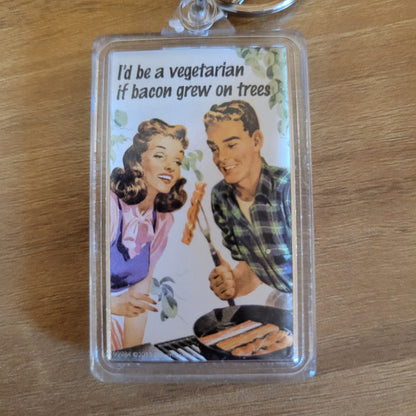 I'd be a vegetarian
if bacon grew on trees